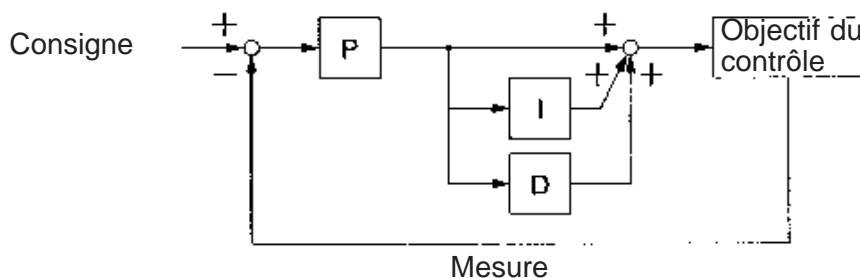 Consigne
+
−
P
+
+
+
I
D
Objectif du
contrôle
Mesure